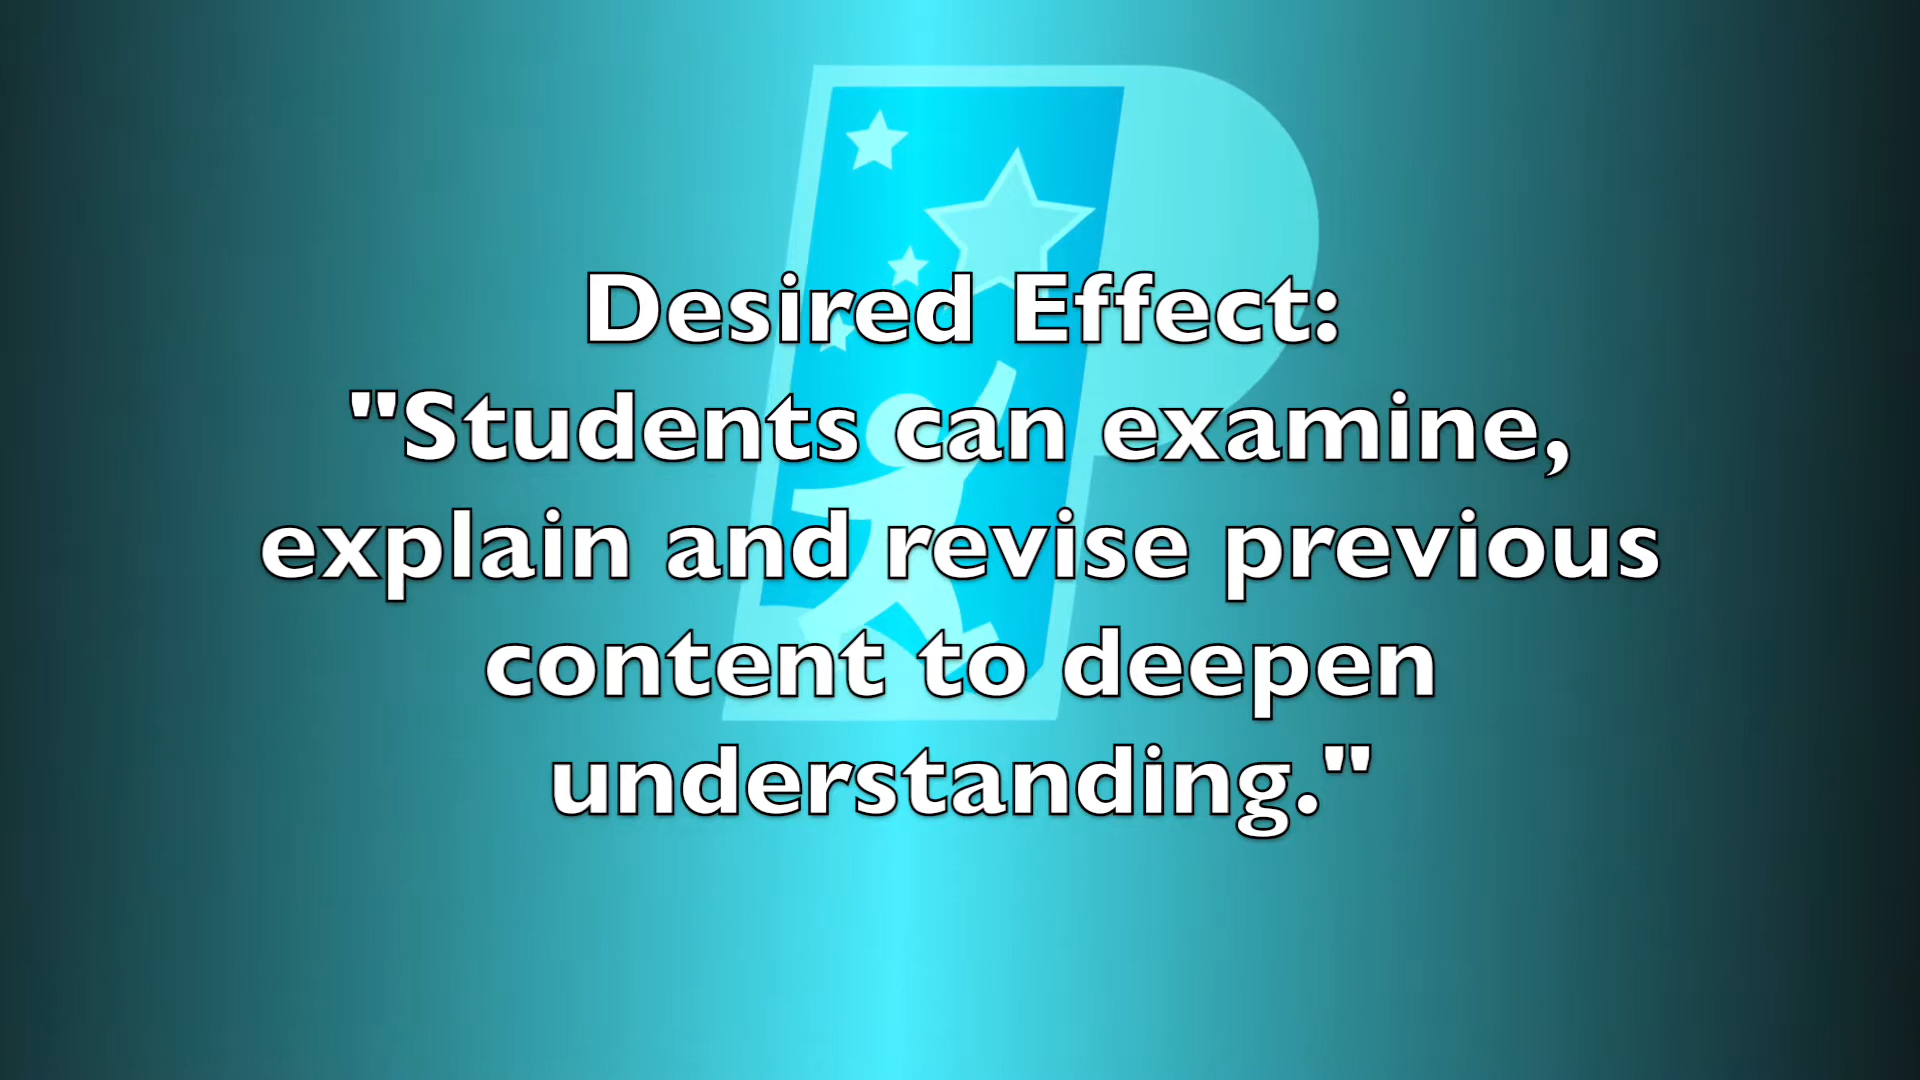 Desired Effect:
"Students can examine,
explain and revise previous
content to deepen
understanding."